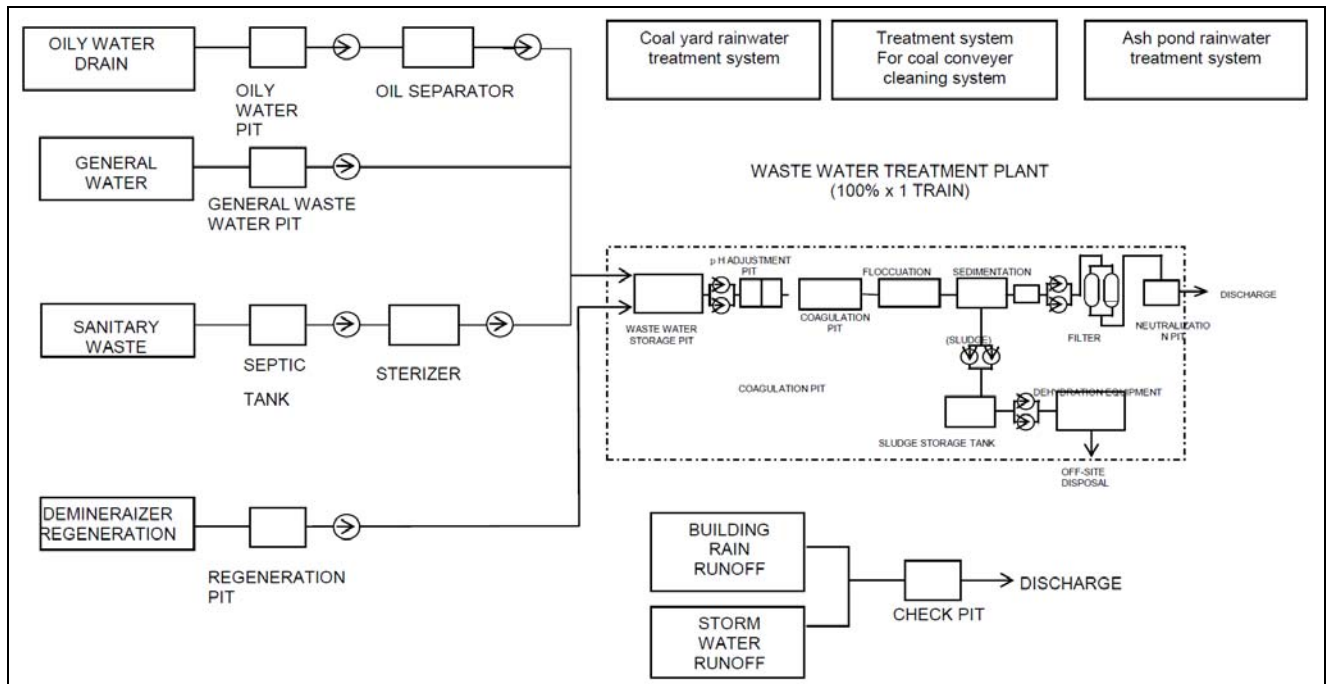 OILY WATER
DRAIN
OILY
WATER
PIT
OIL SEPARATOR
GENERAL
WATER
GENERAL WASTE
WATER PIT
SANITARY
WASTE
SEPTIC
TANK
STERIZER
DEMINERAIZER
REGENERATION
REGENERATION
PIT
Coal yard rainwater
treatment system
Treatment system
For coal conveyer
cleaning system
Ash pond rainwater
treatment system
WASTE WATER TREATMENT PLANT
(100% x 1 TRAIN)
WASTE WATER
STORAGE PIT
pH ADJUSTMENT
PIT
COAGULATION
PIT
FLOCCUATION
SEDIMENTATION
(SLUDGE)
FILTER
NEUTRALIZATIO
N PIT
DISCHARGE
COAGULATION PIT
SLUDGE STORAGE TANK
DEHYDRATION EQUIPMENT
OFF-SITE
DISPOSAL
BUILDING
RAIN
RUNOFF
STORM
WATER
RUNOFF
CHECK PIT
DISCHARGE